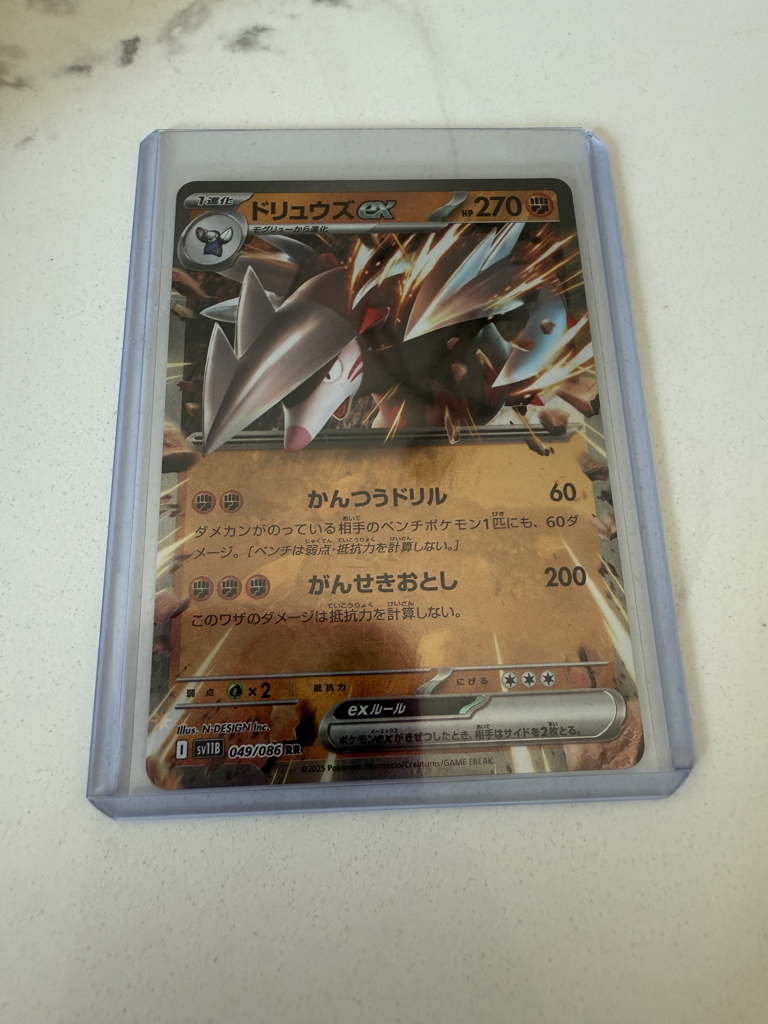 1進化 ドリュウズex HP 270
モグリューから進化
かんつうドリル 60
ダメカンがのっている相手のベンチポケモン1匹にも、60ダ
メージ。[ベンチは弱点・抵抗力を計算しない。]
がんせきおとし 200
このワザのダメージは抵抗力を計算しない。
弱点 ×2 抵抗力 にげる
exルール
ポケモンexがきぜつしたとき、相手はサイドを2枚とる。
Illus. N-DESIGN Inc.
I sv11B 049/086 RR
©2025 Pokémon/Nintendo/Creatures/GAME FREAK.